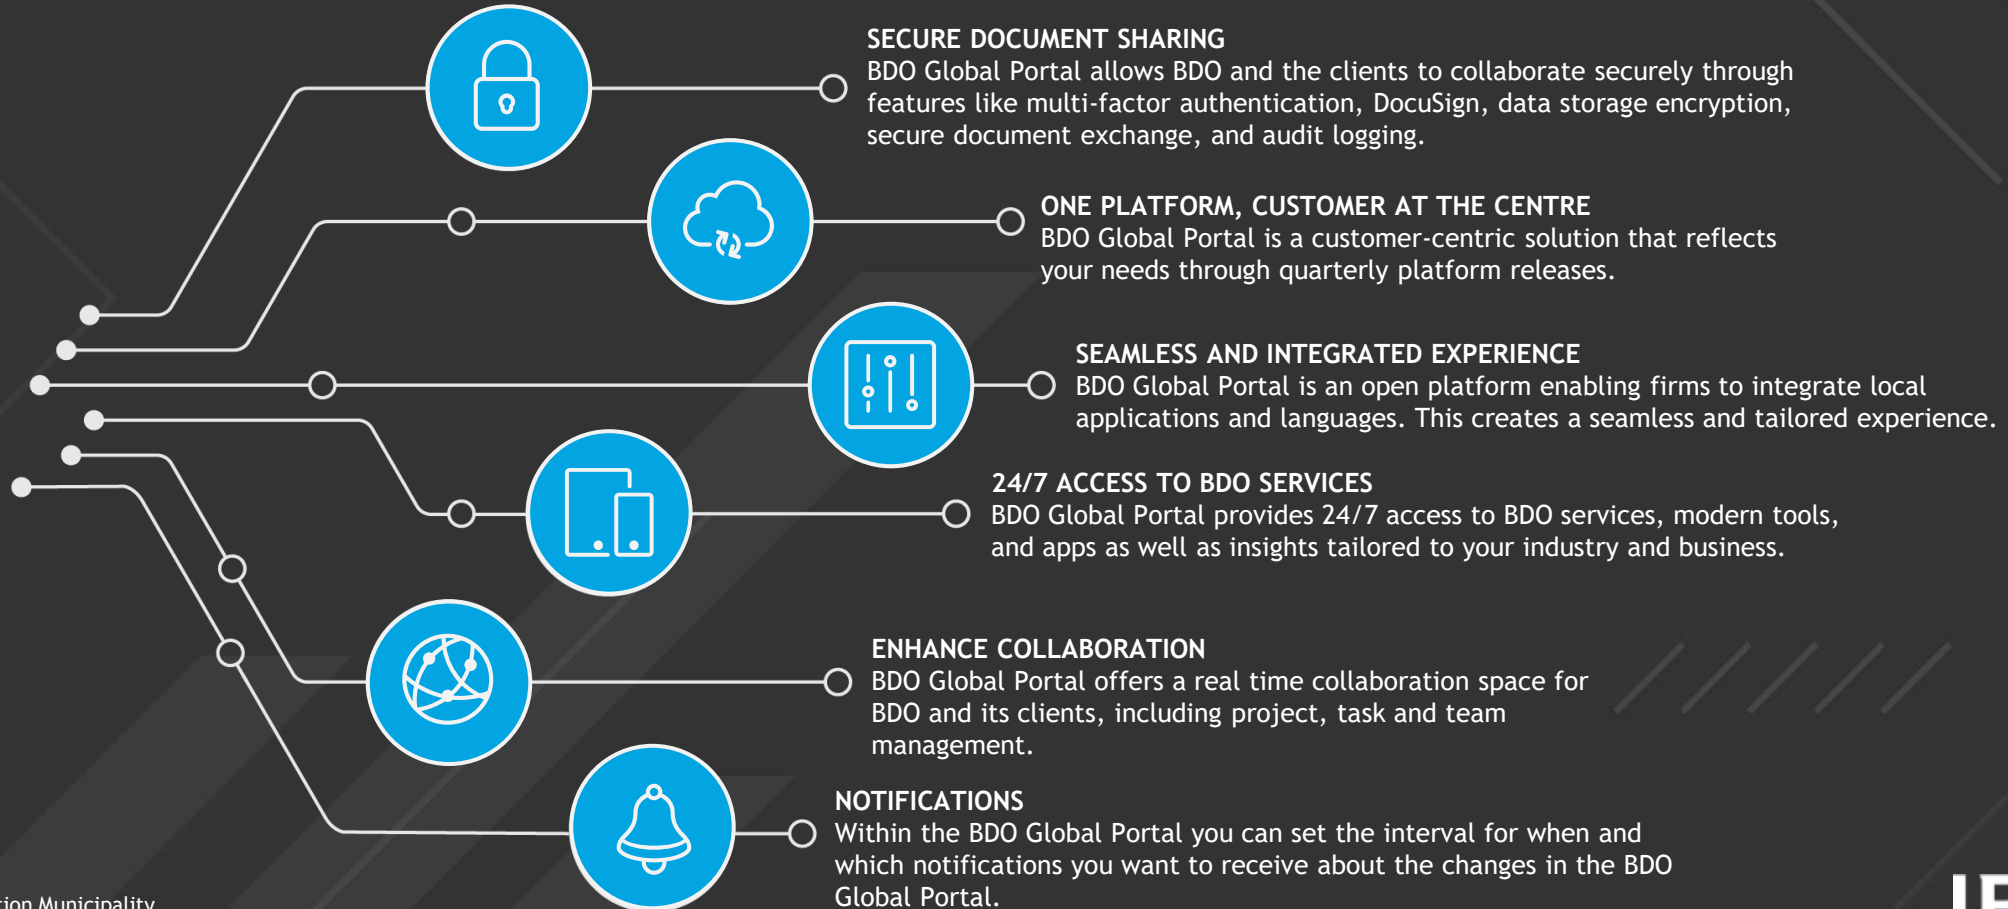 SECURE DOCUMENT SHARING
BDO Global Portal allows BDO and the clients to collaborate securely through
features like multi-factor authentication, DocuSign, data storage encryption,
secure document exchange, and audit logging.
ONE PLATFORM, CUSTOMER AT THE CENTRE
BDO Global Portal is a customer-centric solution that reflects
your needs through quarterly platform releases.
SEAMLESS AND INTEGRATED EXPERIENCE
BDO Global Portal is an open platform enabling firms to integrate local
applications and languages. This creates a seamless and tailored experience.
24/7 ACCESS TO BDO SERVICES
BDO Global Portal provides 24/7 access to BDO services, modern tools,
and apps as well as insights tailored to your industry and business.
ENHANCE COLLABORATION
BDO Global Portal offers a real time collaboration space for
BDO and its clients, including project, task and team
management.
NOTIFICATIONS
Within the BDO Global Portal you can set the interval for when and
which notifications you want to receive about the changes in the BDO
Global Portal.
Municipality